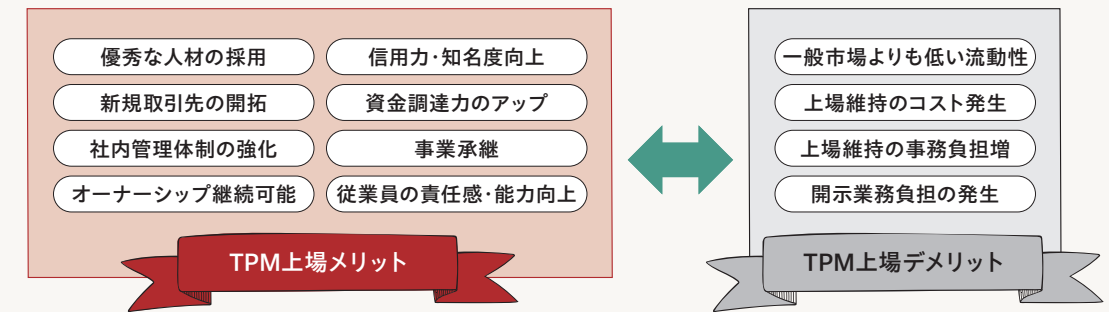 優秀な人材の採用
信用力・知名度向上
新規取引先の開拓
資金調達力のアップ
社内管理体制の強化
事業承継
オーナーシップ継続可能
従業員の責任感・能力向上
TPM上場メリット
一般市場よりも低い流動性
上場維持のコスト発生
上場維持の事務負担増
開示業務負担の発生
TPM上場デメリット